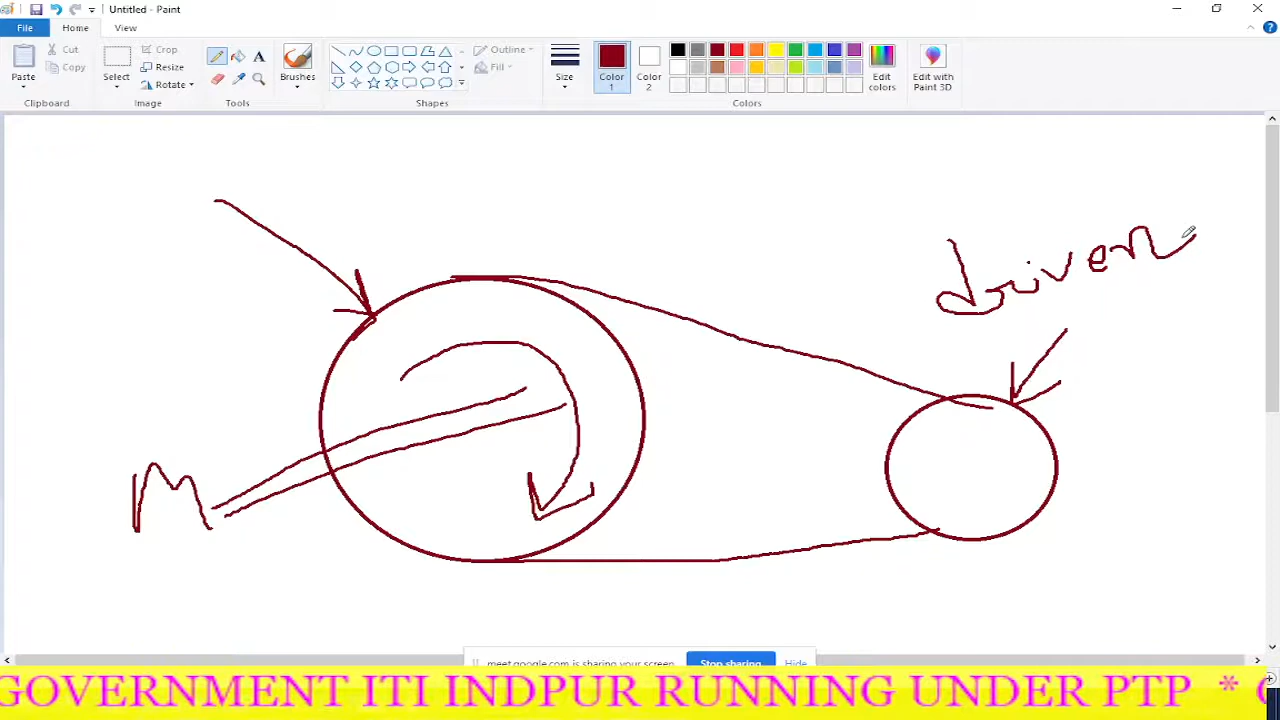 Untitled - Paint
File Home View
Paste
Cut
Copy
Clipboard
Select
Crop
Resize
Rotate
Image
A
Tools
Brushes
Outline
Fill
Shapes
Size
Color 1
Color 2
Edit colors
Colors
Edit with Paint 3D
driven
M
meet.google.com is sharing your screen.
Stop sharing
Hide
GOVERNMENT ITI INDPUR RUNNING UNDER PTP *